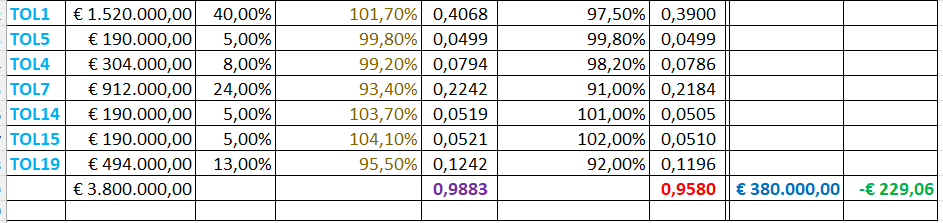 TOL1 € 1.520.000,00 40,00% 101,70% 0,4068 97,50% 0,3900
TOL5 € 190.000,00 5,00% 99,80% 0,0499 99,80% 0,0499
TOL4 € 304.000,00 8,00% 99,20% 0,0794 98,20% 0,0786
TOL7 € 912.000,00 24,00% 93,40% 0,2242 91,00% 0,2184
TOL14 € 190.000,00 5,00% 103,70% 0,0519 101,00% 0,0505
TOL15 € 190.000,00 5,00% 104,10% 0,0521 102,00% 0,0510
TOL19 € 494.000,00 13,00% 95,50% 0,1242 92,00% 0,1196
€ 3.800.000,00 0,9883 0,9580 € 380.000,00 -€ 229,06